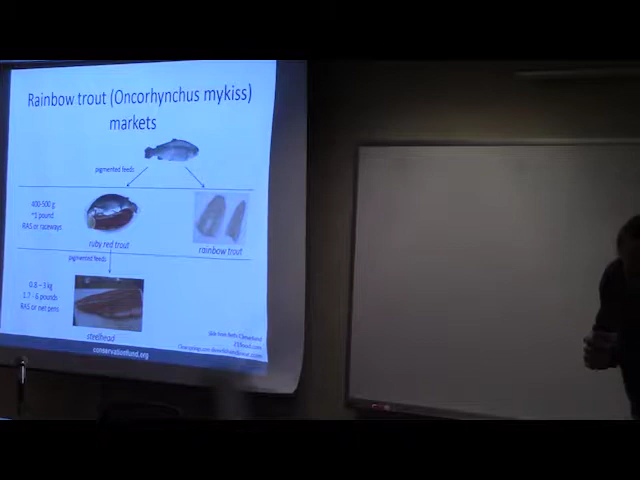 Rainbow trout (Oncorhynchus mykiss)
markets
pigmented feeds
400-500 g
~1 pound
RAS or raceways
ruby red trout
rainbow trout
pigmented feeds
0.8 – 3 kg
1.7 - 6 pounds
RAS or net pens
steelhead
conservationfund.org